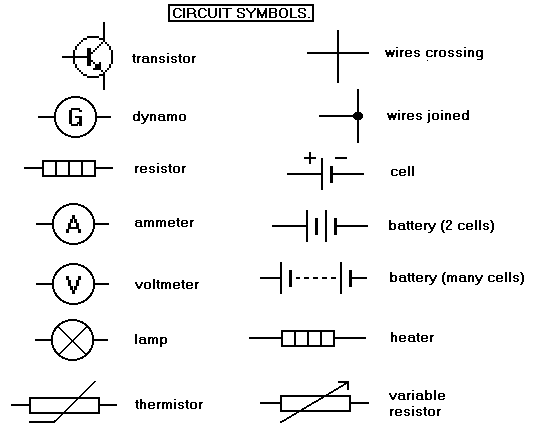 CIRCUIT SYMBOLS.
transistor
wires crossing
G
dynamo
wires joined
resistor
+ −
cell
A
ammeter
battery (2 cells)
V
voltmeter
battery (many cells)
lamp
heater
thermistor
variable
resistor